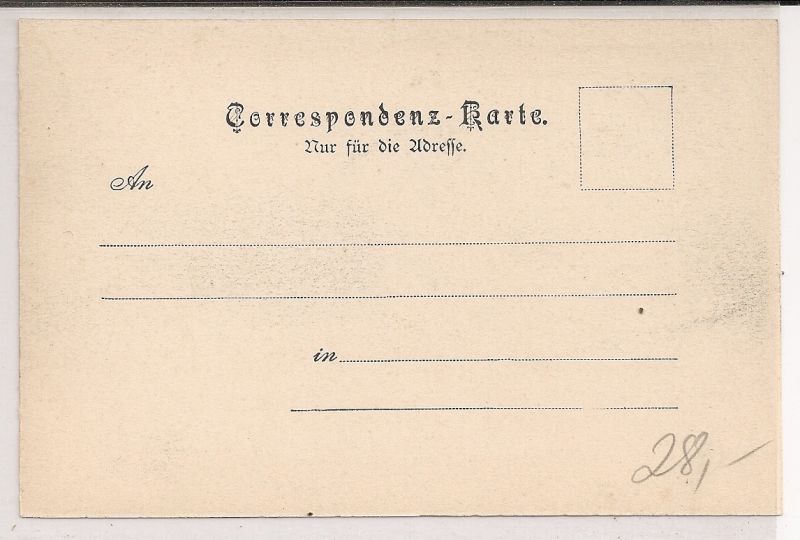 Correspondenz-Karte.
Nur für die Adresse.
An
in
28,-